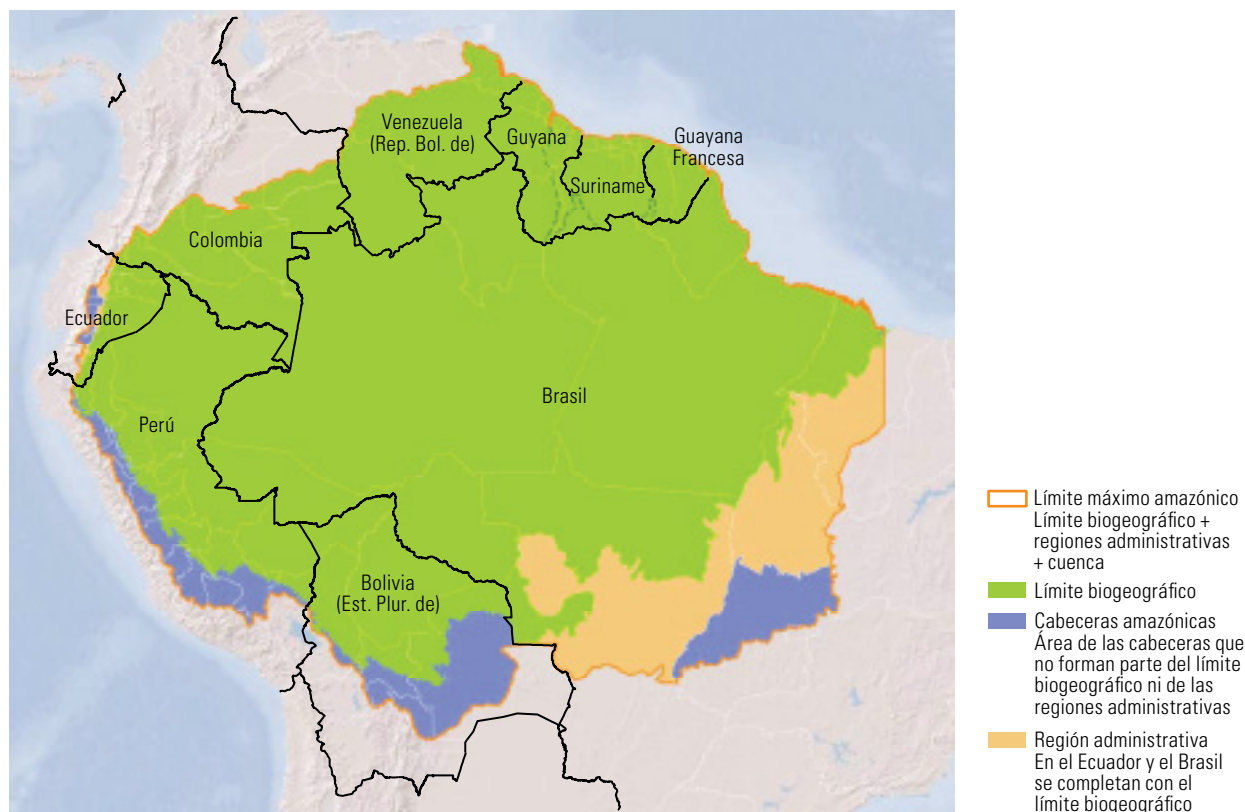 Venezuela
(Rep. Bol. de)
Guyana
Guayana
Francesa
Suriname
Colombia
Ecuador
Brasil
Perú
Bolivia
(Est. Plur. de)
Límite máximo amazónico
Límite biogeográfico +
regiones administrativas
+ cuenca
Límite biogeográfico
Cabeceras amazónicas
Área de las cabeceras que
no forman parte del límite
biogeográfico ni de las
regiones administrativas
Región administrativa
En el Ecuador y el Brasil
se completan con el
límite biogeográfico